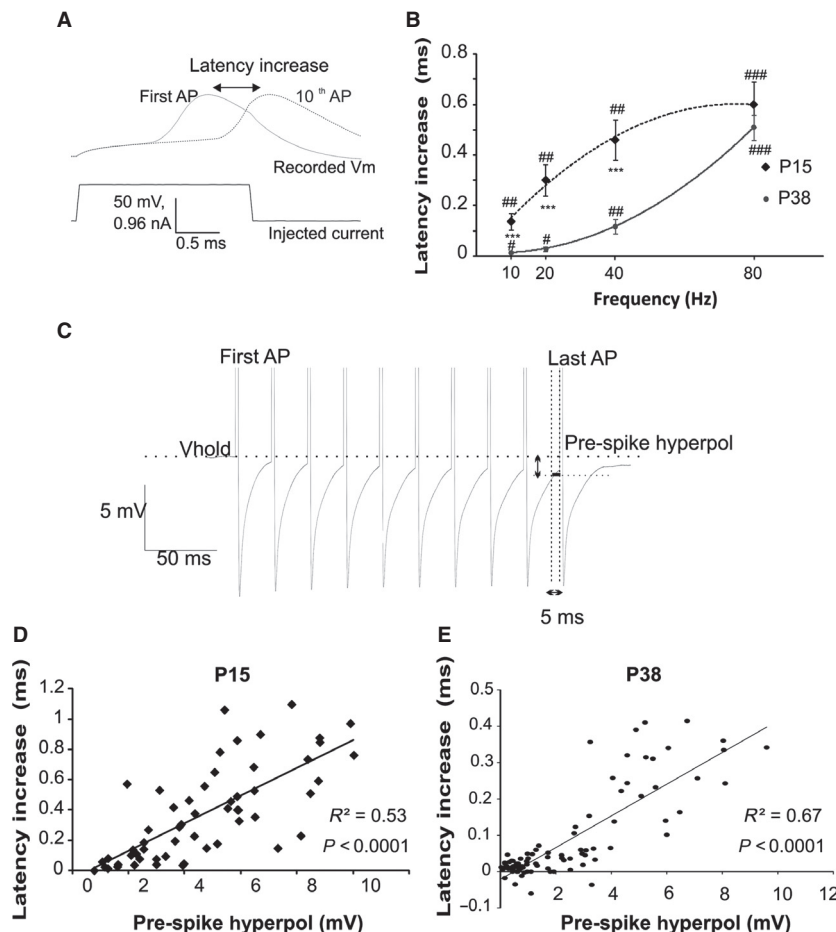 A
Latency increase
First AP
10 th AP
Recorded Vm
50 mV,
0.96 nA
0.5 ms
Injected current
B
Latency increase (ms)
0.8
0.6
0.4
0.2
0
10
20
40
80
Frequency (Hz)
##
***
#
##
***
#
##
***
##
###
###
P15
P38
C
First AP
Last AP
Vhold
Pre-spike hyperpol
5 mV
50 ms
5 ms
D
P15
Latency increase (ms)
1.2
1
0.8
0.6
0.4
0.2
0
0
2
4
6
8
10
R² = 0.53
P < 0.0001
Pre-spike hyperpol (mV)
E
P38
Latency increase (ms)
0.5
0.4
0.3
0.2
0.1
0
−0.1
0
2
4
6
8
10
12
R² = 0.67
P < 0.0001
Pre-spike hyperpol (mV)